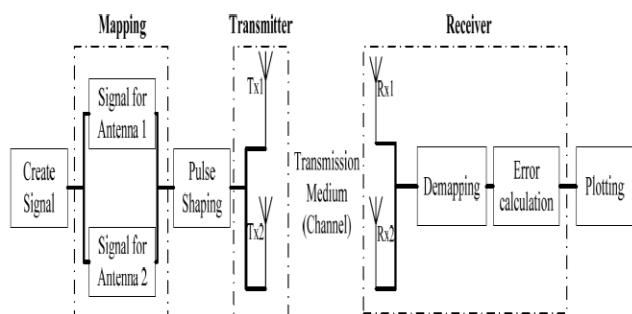 Mapping
Transmitter
Receiver
Signal for
Antenna 1
Tx1
Rx1
Create
Signal
Pulse
Shaping
Transmission
Medium
(Channel)
Demapping
Error
calculation
Plotting
Tx2
Rx2
Signal for
Antenna 2